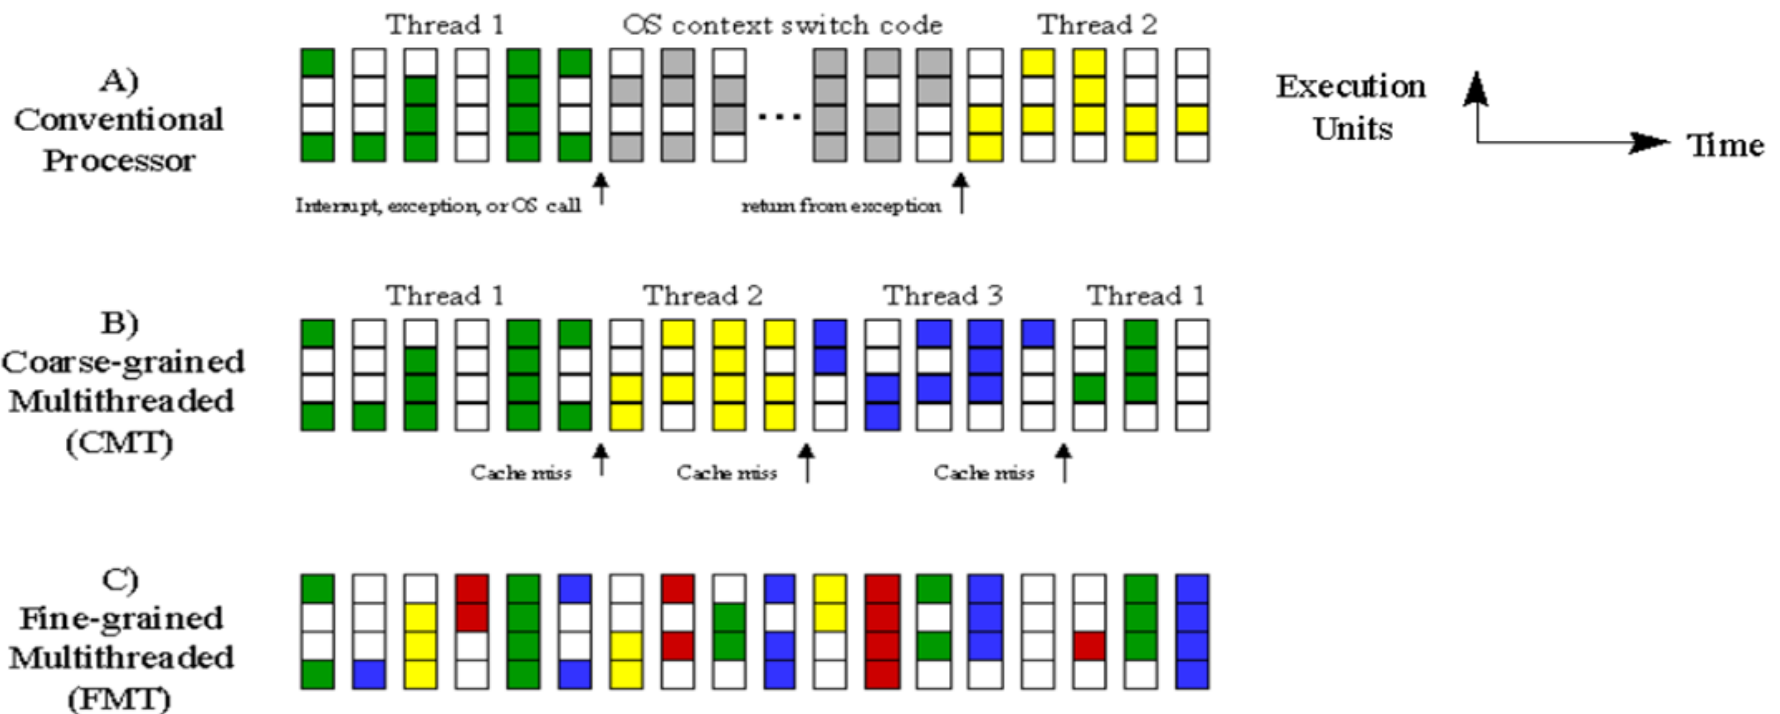 Thread 1
OS context switch code
Thread 2
A)
Conventional
Processor
...
Execution
Units
Time
Interrupt, exception, or OS call
return from exception
Thread 1
Thread 2
Thread 3
Thread 1
B)
Coarse-grained
Multithreaded
(CMT)
Cache miss
Cache miss
Cache miss
C)
Fine-grained
Multithreaded
(FMT)